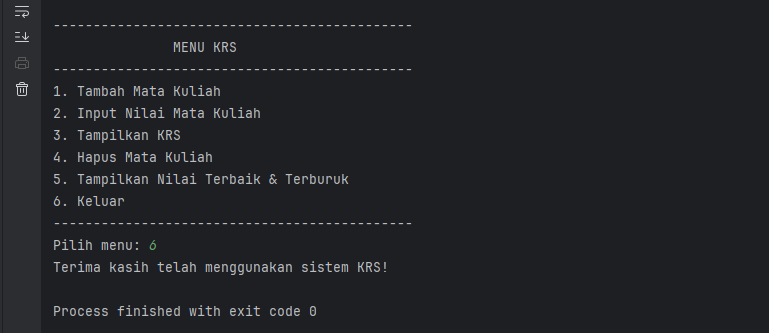 ---------------------------------------------
MENU KRS
---------------------------------------------
1. Tambah Mata Kuliah
2. Input Nilai Mata Kuliah
3. Tampilkan KRS
4. Hapus Mata Kuliah
5. Tampilkan Nilai Terbaik & Terburuk
6. Keluar
---------------------------------------------
Pilih menu: 6
Terima kasih telah menggunakan sistem KRS!
Process finished with exit code 0